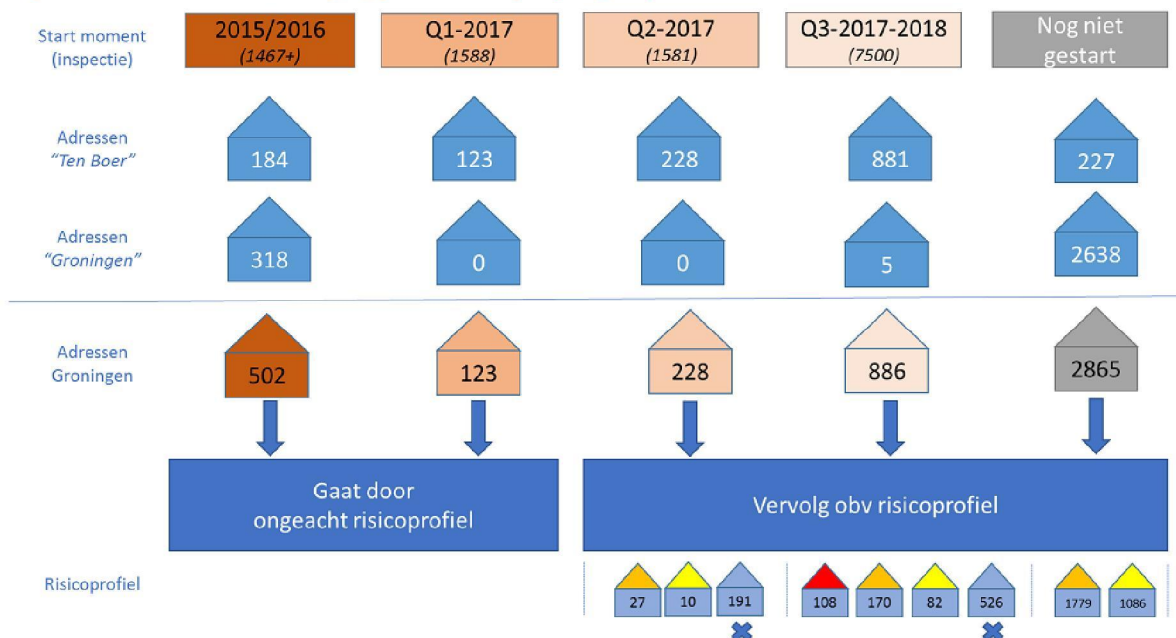 Start moment
(inspectie)
2015/2016
(1467+)
Q1-2017
(1588)
Q2-2017
(1581)
Q3-2017-2018
(7500)
Nog niet
gestart
Adressen
"Ten Boer"
184
123
228
881
227
Adressen
"Groningen"
318
0
0
5
2638
Adressen
Groningen
502
123
228
886
2865
Gaat door
ongeacht risicoprofiel
Vervolg obv risicoprofiel
Risicoprofiel
27
10
191
108
170
82
526
1779
1086